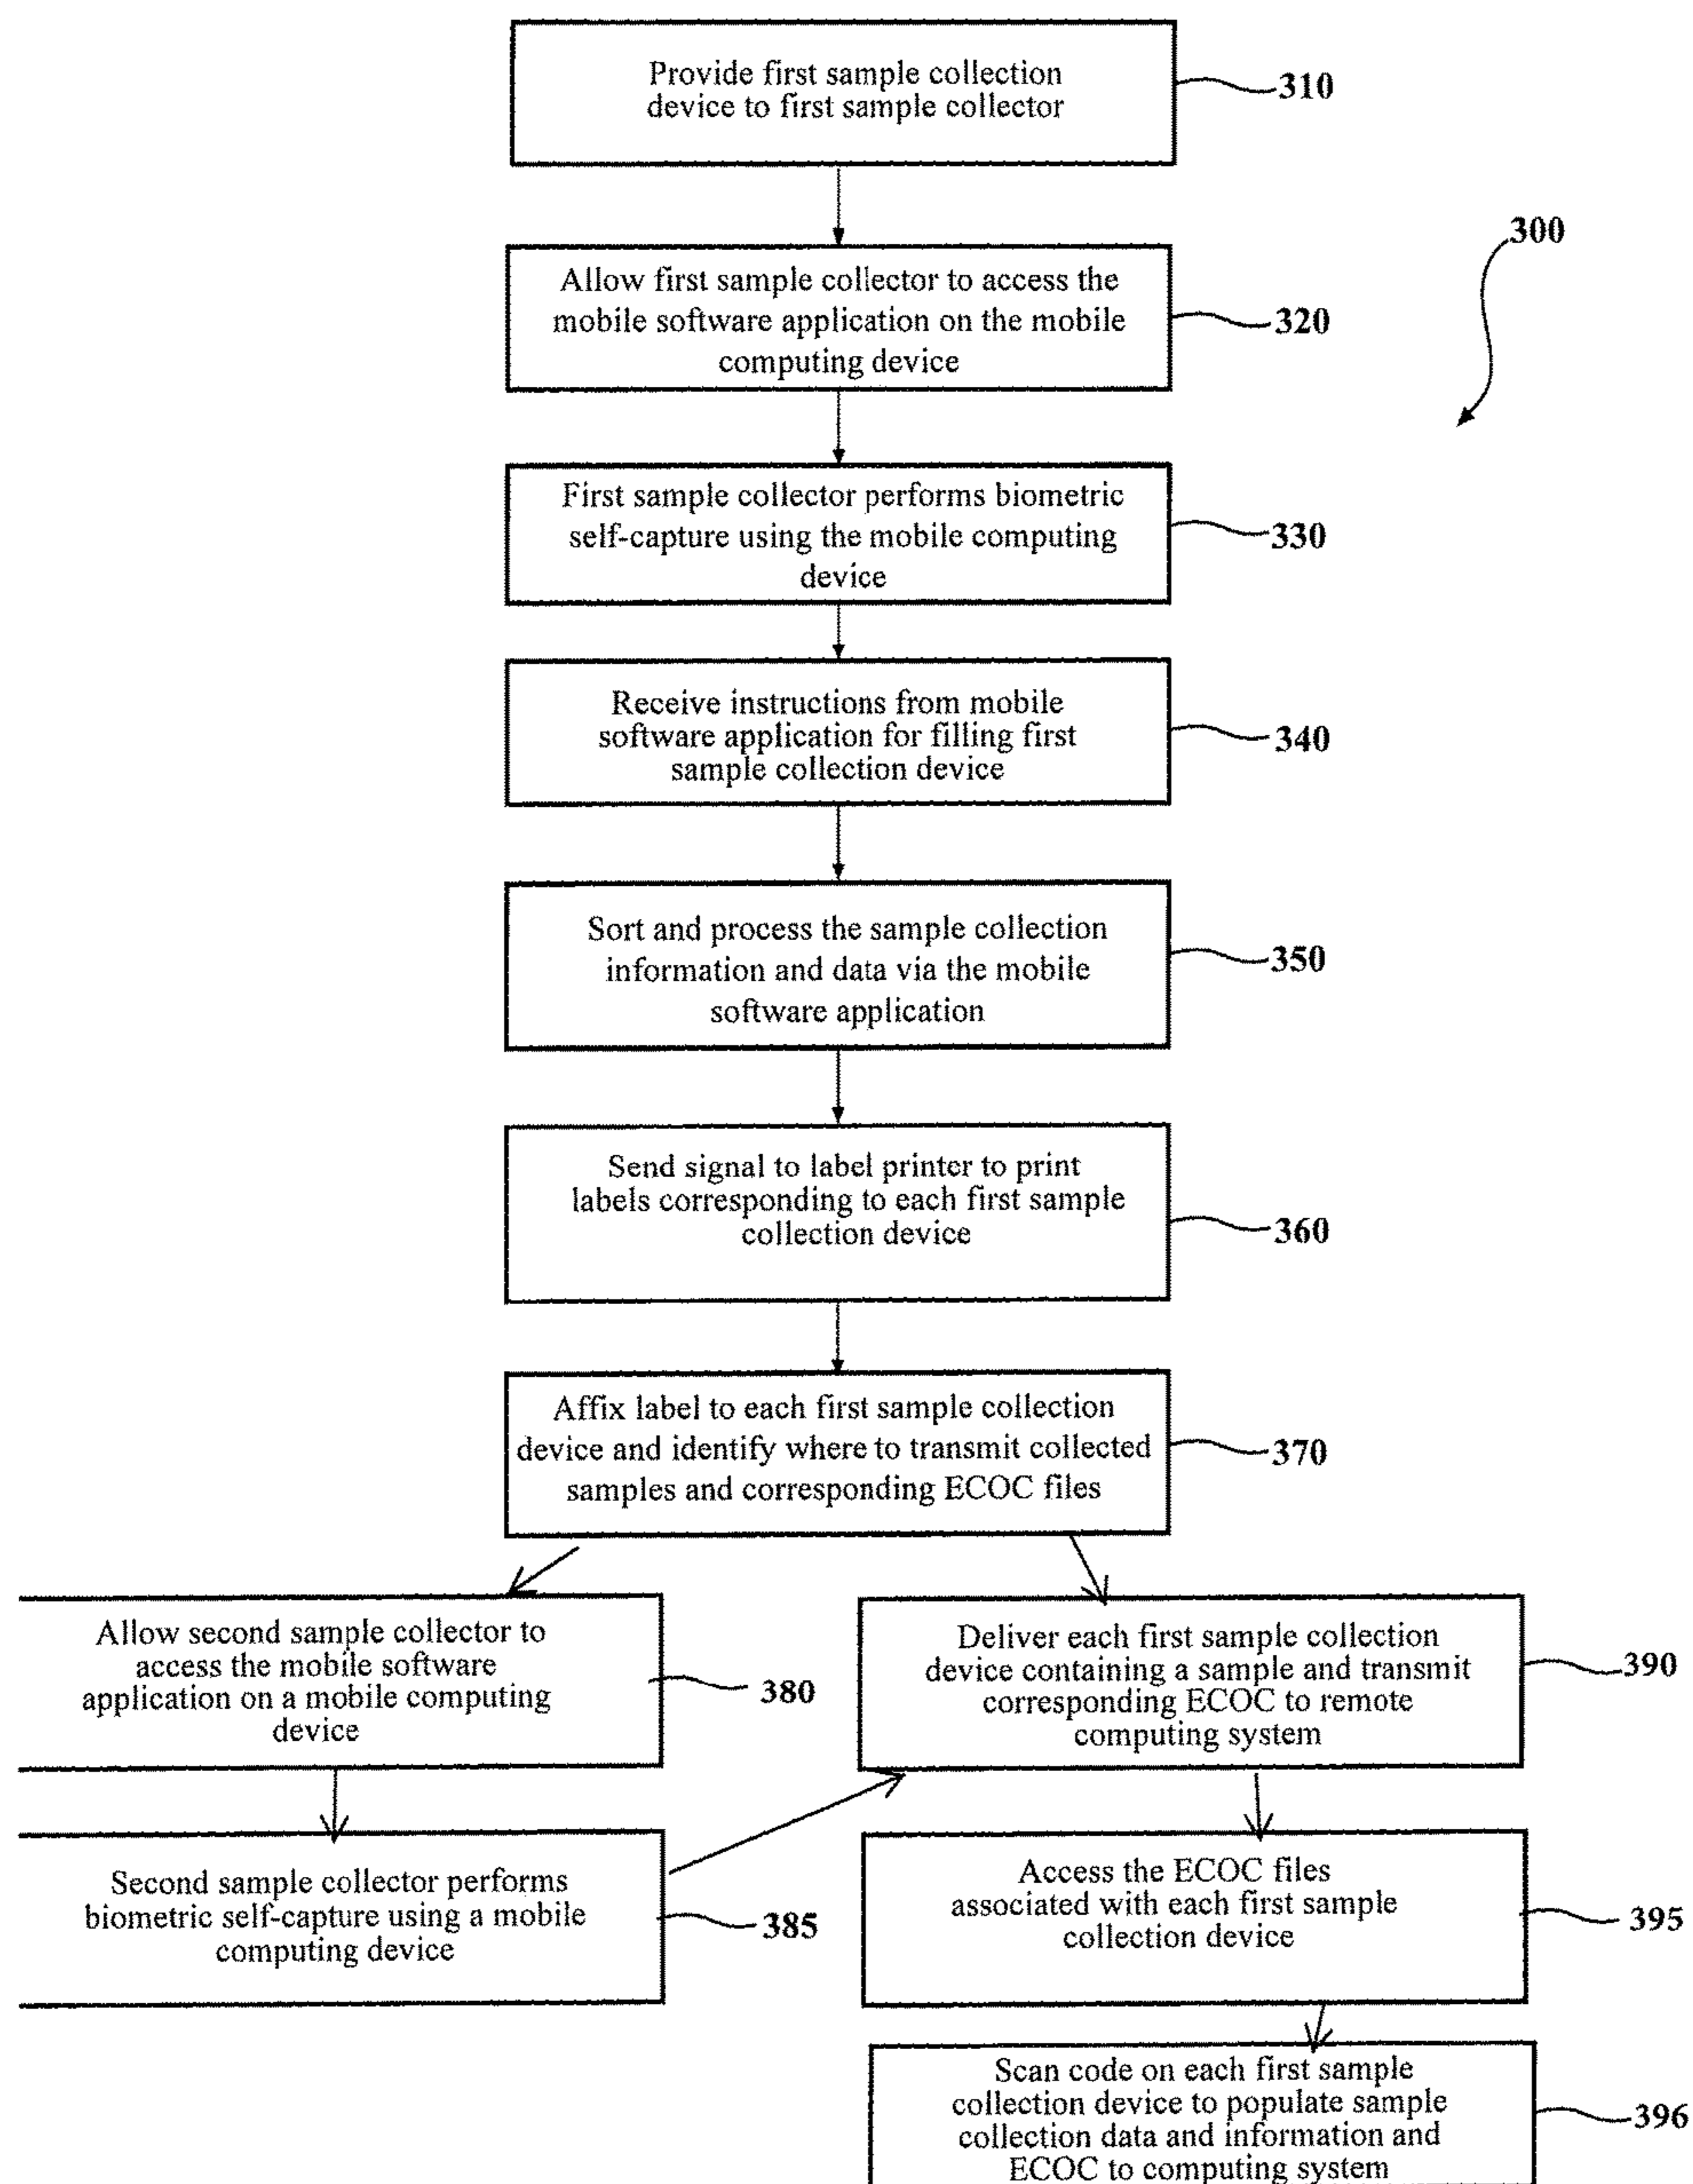 Provide first sample collection
device to first sample collector
310
300
Allow first sample collector to access the
mobile software application on the mobile
computing device
320
First sample collector performs biometric
self-capture using the mobile computing
device
330
Receive instructions from mobile
software application for filling first
sample collection device
340
Sort and process the sample collection
information and data via the mobile
software application
350
Send signal to label printer to print
labels corresponding to each first sample
collection device
360
Affix label to each first sample collection
device and identify where to transmit collected
samples and corresponding ECOC files
370
Allow second sample collector to
access the mobile software
application on a mobile computing
device
380
Deliver each first sample collection
device containing a sample and transmit
corresponding ECOC to remote
computing system
390
Second sample collector performs
biometric self-capture using a mobile
computing device
385
Access the ECOC files
associated with each first sample
collection device
395
Scan code on each first sample
collection device to populate sample
collection data and information and
ECOC to computing system
396